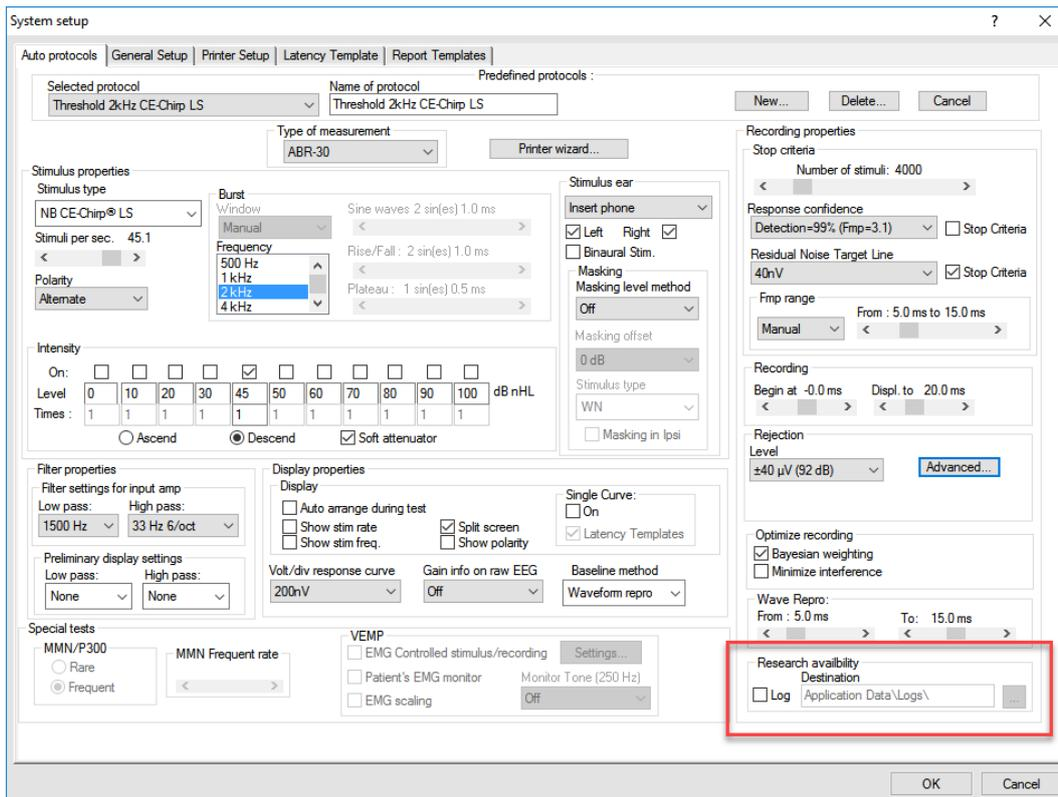 System setup ? ×
Auto protocols General Setup Printer Setup Latency Template Report Templates
Predefined protocols :
Selected protocol Name of protocol
Threshold 2kHz CE-Chirp LS Threshold 2kHz CE-Chirp LS New... Delete... Cancel
Type of measurement
ABR-30 Printer wizard...
Stimulus properties
Stimulus type
NB CE-Chirp® LS
Stimuli per sec. 45.1
Polarity
Alternate
Burst
Window
Manual
Frequency
500 Hz
1 kHz
2 kHz
4 kHz
Sine waves 2 sin(es) 1.0 ms
Rise/Fall : 2 sin(es) 1.0 ms
Plateau : 1 sin(es) 0.5 ms
Stimulus ear
Insert phone
Left Right
Binaural Stim.
Masking
Masking level method
Off
Masking offset
0 dB
Stimulus type
WN
Masking in Ipsi
Intensity
On:
Level 0 10 20 30 45 50 60 70 80 90 100 dB nHL
Times : 1 1 1 1 1 1 1 1 1 1 1
Ascend Descend Soft attenuator
Filter properties
Filter settings for input amp
Low pass: High pass:
1500 Hz 33 Hz 6/oct
Preliminary display settings
Low pass: High pass:
None None
Display properties
Display
Auto arrange during test
Show stim rate Split screen
Show stim freq. Show polarity
Single Curve:
On
Latency Templates
Volt/div response curve Gain info on raw EEG Baseline method
200nV Off Waveform repro
Special tests
MMN/P300
Rare
Frequent
MMN Frequent rate
VEMP
EMG Controlled stimulus/recording Settings...
Patient's EMG monitor Monitor Tone (250 Hz)
EMG scaling Off
Recording properties
Stop criteria
Number of stimuli: 4000
Response confidence
Detection=99% (Fmp=3.1) Stop Criteria
Residual Noise Target Line
40nV Stop Criteria
Fmp range
Manual From : 5.0 ms to 15.0 ms
Recording
Begin at -0.0 ms Displ. to 20.0 ms
Rejection
Level
±40 µV (92 dB) Advanced...
Optimize recording
Bayesian weighting
Minimize interference
Wave Repro:
From : 5.0 ms To: 15.0 ms
Research availbility
Destination
Log Application Data\Logs\ ...
OK Cancel